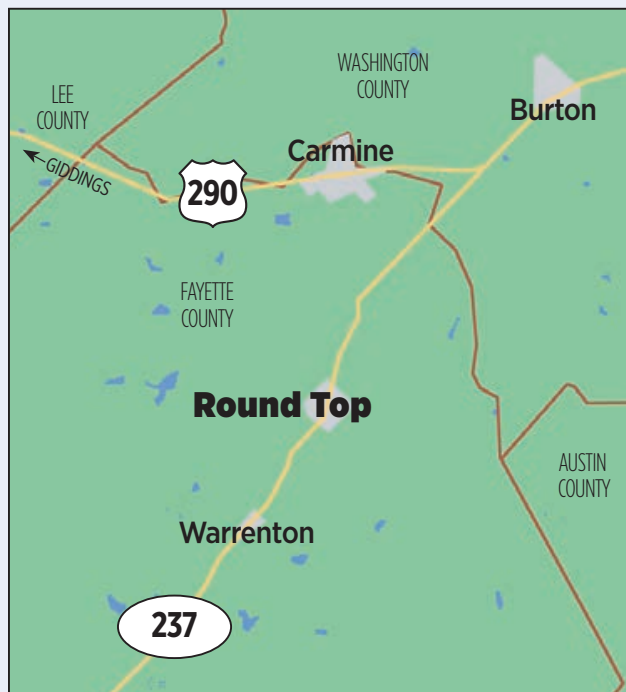 WASHINGTON
COUNTY
LEE
COUNTY
Burton
Carmine
GIDDINGS
290
FAYETTE
COUNTY
Round Top
AUSTIN
COUNTY
Warrenton
237